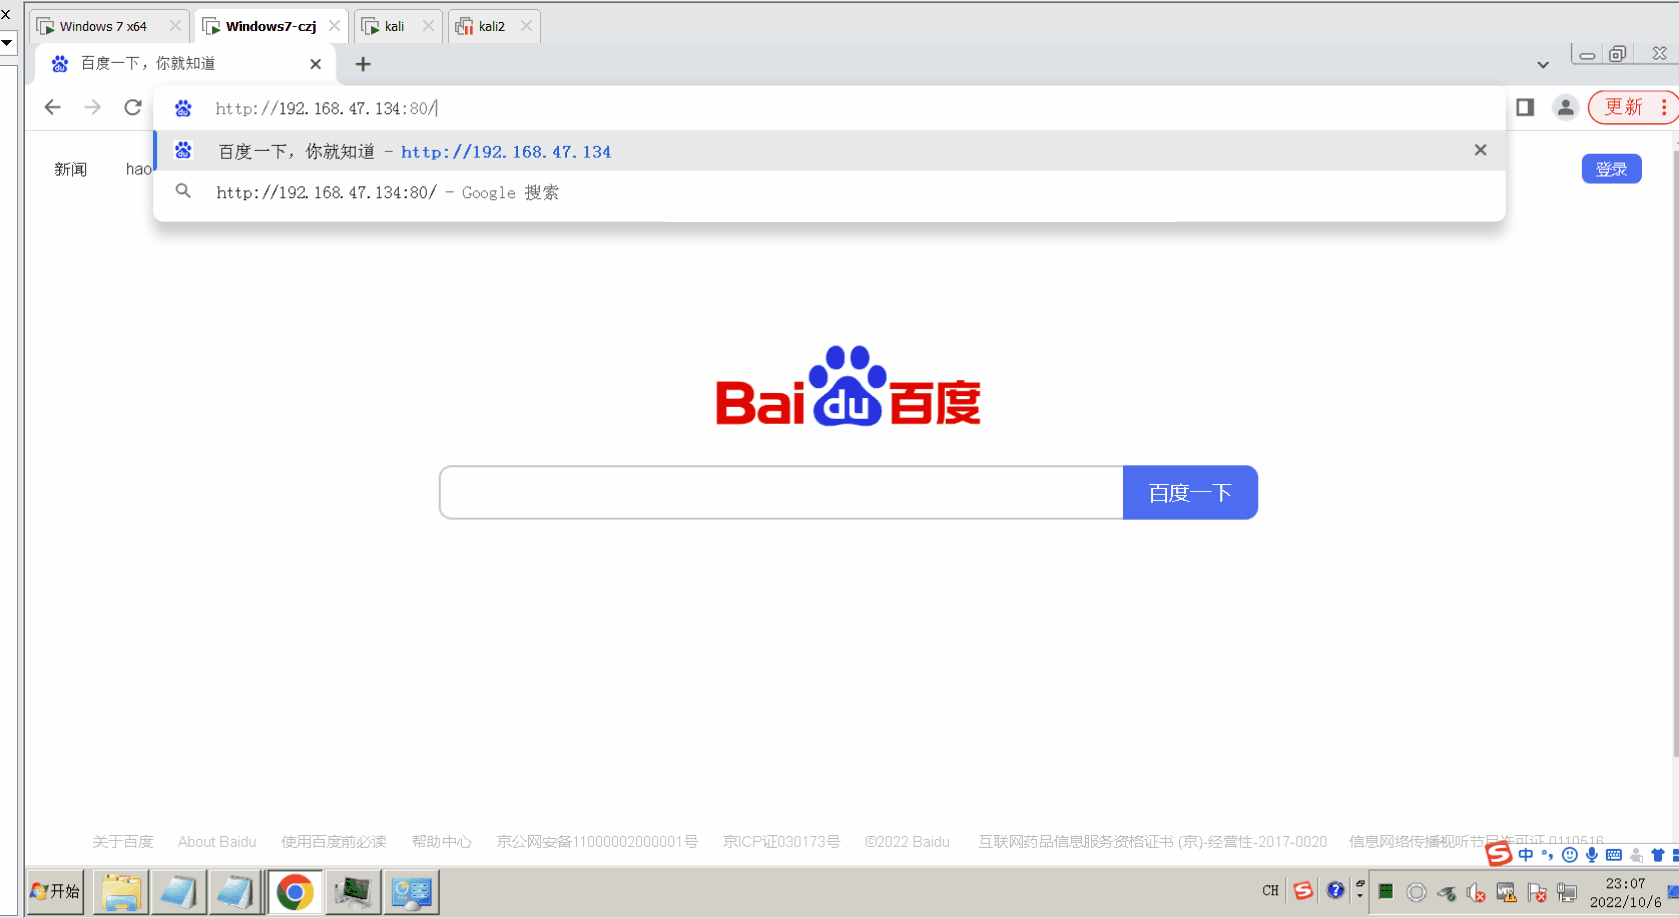 Windows 7 x64
Windows7-czj
kali
kali2
百度一下，你就知道
http://192.168.47.134:80/
更新
百度一下，你就知道 - http://192.168.47.134
http://192.168.47.134:80/ - Google 搜索
新闻
hao
登录
Bai du 百度
百度一下
关于百度 About Baidu 使用百度前必读 帮助中心 京公网安备11000002000001号 京ICP证030173号 ©2022 Baidu 互联网药品信息服务资格证书 (京)-经营性-2017-0020 信息网络传播视听节目许可证 0110516
中
开始
CH
23:07
2022/10/6